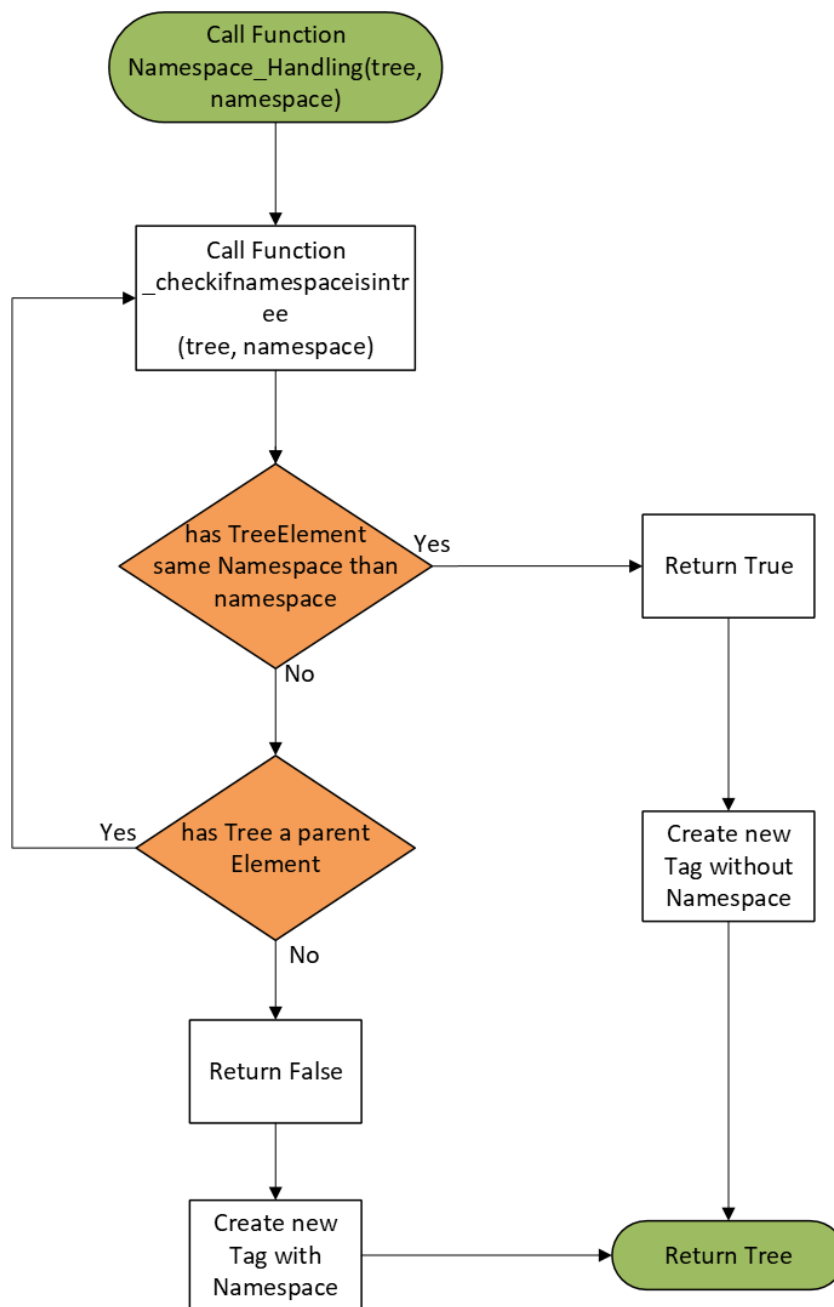 Call Function
Namespace_Handling(tree,
namespace)
Call Function
_checkifnamespaceisintr
ee
(tree, namespace)
has TreeElement
same Namespace than
namespace
Yes
Return True
No
Create new
Tag without
Namespace
Yes
has Tree a parent
Element
No
Return False
Create new
Tag with
Namespace
Return Tree